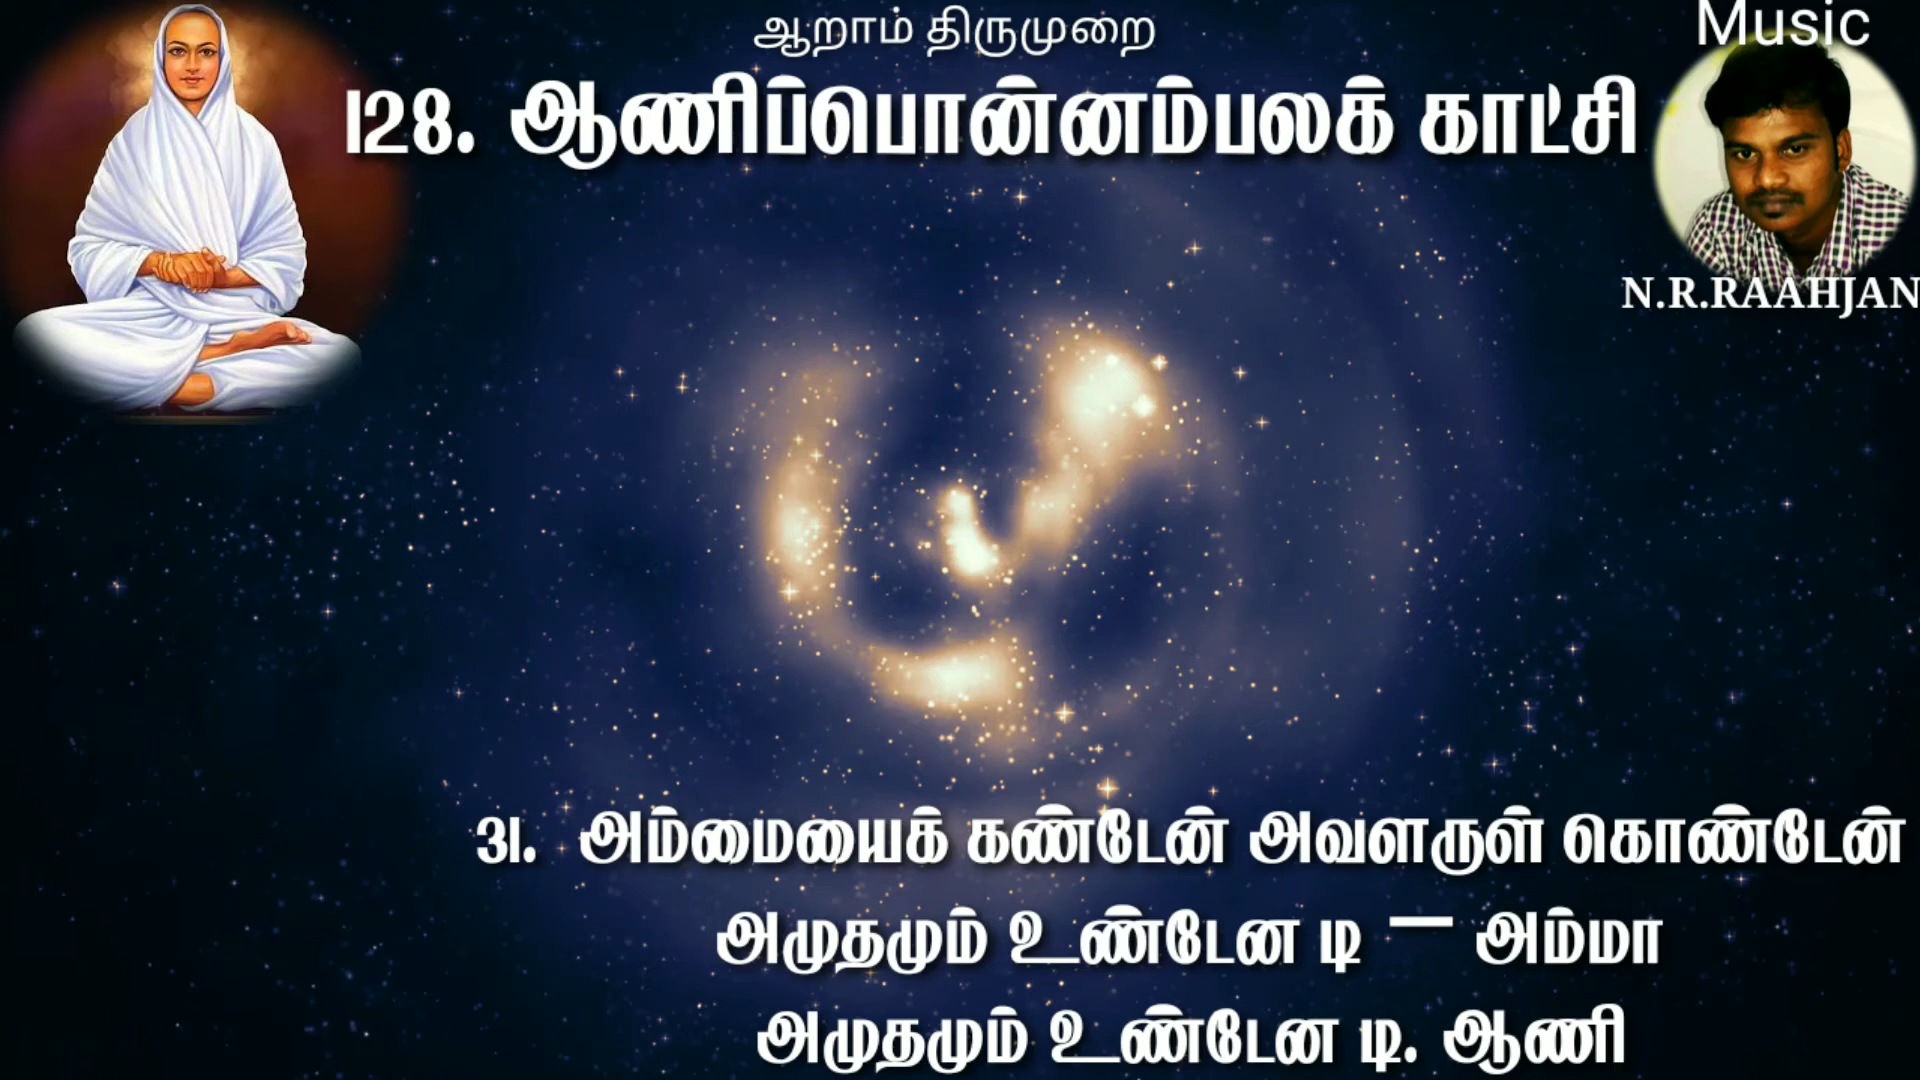 ஆறாம் திருமுறை
Music
128. ஆணிப்பொன்னம்பலக் காட்சி
N.R.RAAHJAN
31. அம்மையைக் கண்டேன் அவளருள் கொண்டேன்
அமுதமும் உண்டேன டி – அம்மா
அமுதமும் உண்டேன டி. ஆணி